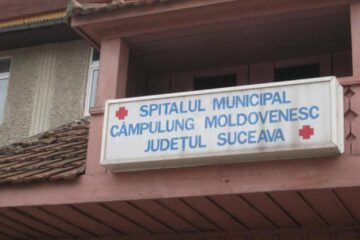 SPITALUL MUNICIPAL
CÂMPULUNG MOLDOVENESC
JUDEȚUL SUCEAVA